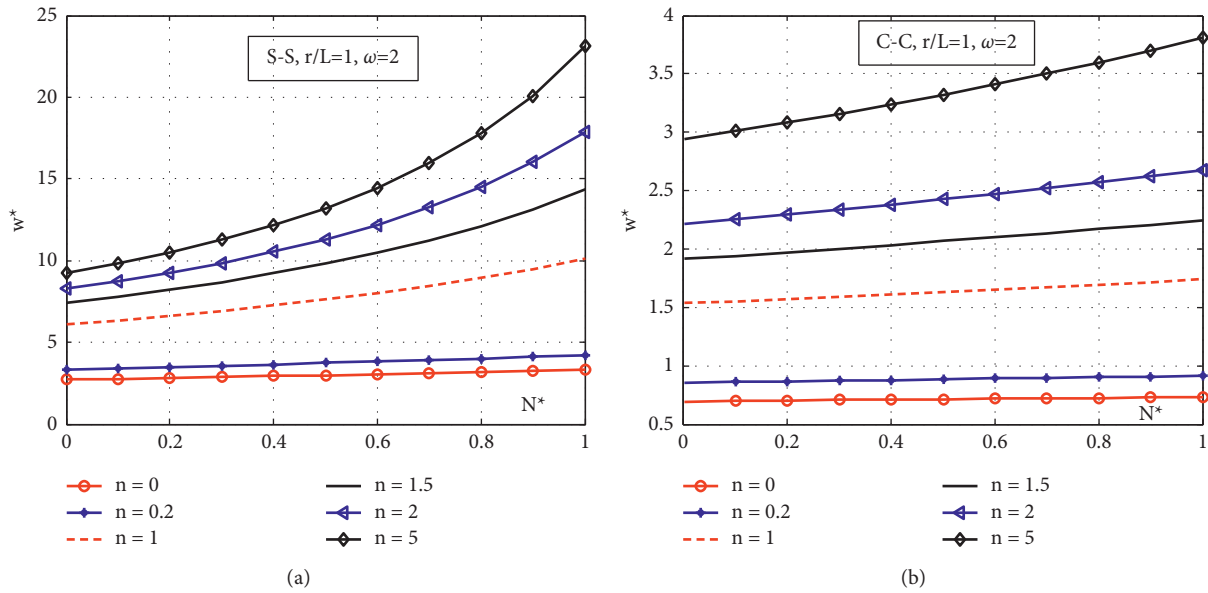 25
20
15
10
5
0
w*
S-S, r/L=1, ω=2
N*
0 0.2 0.4 0.6 0.8 1
n = 0
n = 0.2
n = 1
n = 1.5
n = 2
n = 5
(a)
4
3.5
3
2.5
2
1.5
1
0.5
w*
C-C, r/L=1, ω=2
N*
0 0.2 0.4 0.6 0.8 1
n = 0
n = 0.2
n = 1
n = 1.5
n = 2
n = 5
(b)